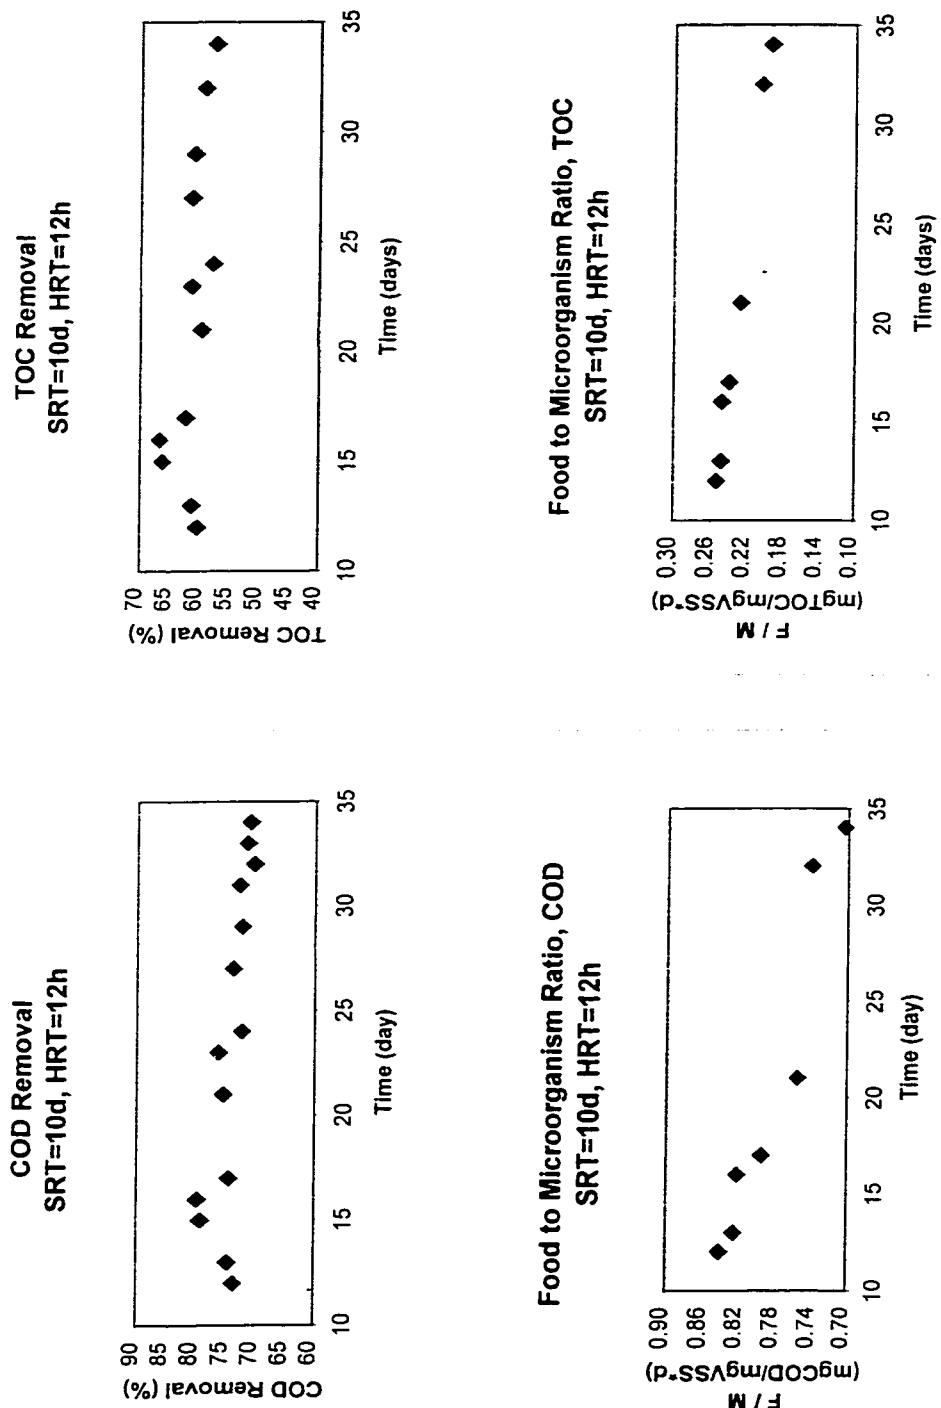 COD Removal
SRT=10d, HRT=12h
COD Removal (%)
90
85
80
75
70
65
60
10
15
20
25
30
35
Time (day)
TOC Removal
SRT=10d, HRT=12h
TOC Removal (%)
70
65
60
55
50
45
40
10
15
20
25
30
35
Time (days)
Food to Microorganism Ratio, COD
SRT=10d, HRT=12h
F / M
(mgCOD/mgVSS*d)
0.90
0.86
0.82
0.78
0.74
0.70
10
15
20
25
30
35
Time (day)
Food to Microorganism Ratio, TOC
SRT=10d, HRT=12h
F / M
(mgTOC/mgVSS*d)
0.30
0.26
0.22
0.18
0.14
0.10
10
15
20
25
30
35
Time (days)